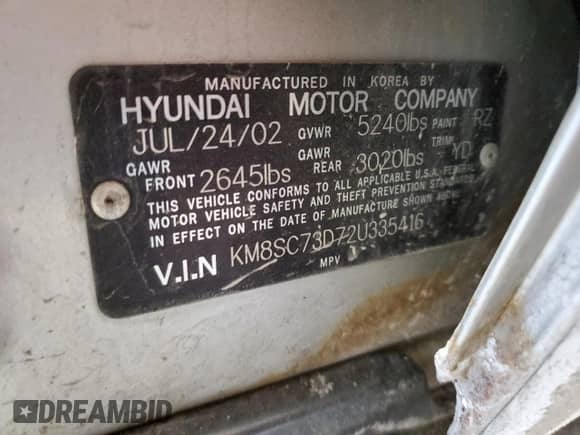 MANUFACTURED IN KOREA BY
HYUNDAI MOTOR COMPANY
JUL/24/02 GVWR 5240lbs PAINT RZ
GAWR FRONT 2645lbs GAWR REAR 3020lbs TRIM YD
THIS VEHICLE CONFORMS TO ALL APPLICABLE U.S.A. FEDERAL
MOTOR VEHICLE SAFETY AND THEFT PREVENTION STANDARDS
IN EFFECT ON THE DATE OF MANUFACTURE SHOWN ABOVE.
V.I.N KM8SC73D72U335416
MPV
DREAMBID